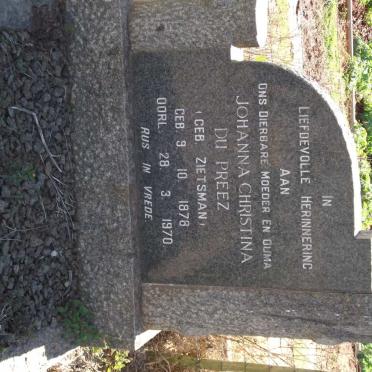 IN
LIEFDEVOLLE HERINNERING
AAN
ONS DIERBARE MOEDER EN OUMA
JOHANNA CHRISTINA
DU PREEZ
(GEB ZIETSMAN)
GEB. 9. 10. 1878
OORL. 28. 3. 1970
RUS IN VREDE